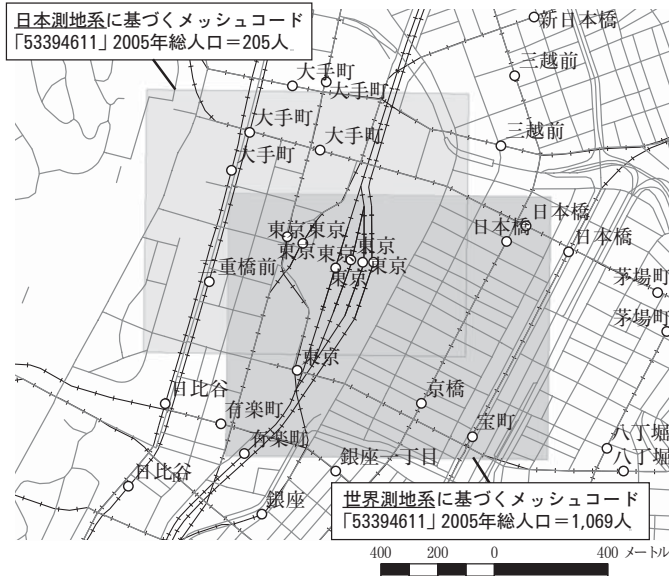 日本測地系に基づくメッシュコード
「53394611」2005年総人口＝205人
新日本橋
三越前
大手町
大手町
大手町
大手町
三越前
大手町
日本橋
東京 東京
日本橋
日本橋
東京
東京
東京
東京
東京
二重橋前
茅場町
茅場町
東京
日比谷
京橋
有楽町
宝町
八丁堀
有楽町
八丁堀
日比谷
銀座一丁目
銀座
世界測地系に基づくメッシュコード
「53394611」2005年総人口＝1,069人
400 200 0 400 メートル